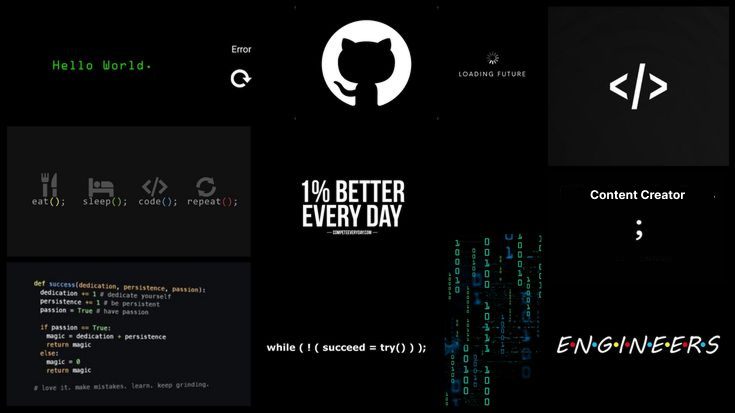 Hello World.
Error
LOADING FUTURE
</>
eat();
sleep();
code();
repeat();
1% BETTER
EVERY DAY
COMPETEEVERYDAY.COM
Content Creator
;
def success(dedication, persistence, passion):
dedication += 1 # dedicate yourself
persistence += 1 # be persistent
passion = True # have passion
if passion == True:
magic = dedication + persistence
return magic
else:
magic = 0
return magic
# love it. make mistakes. learn. keep grinding.
while ( ! ( succeed = try() ) );
E•N•G•I•N•E•E•R•S